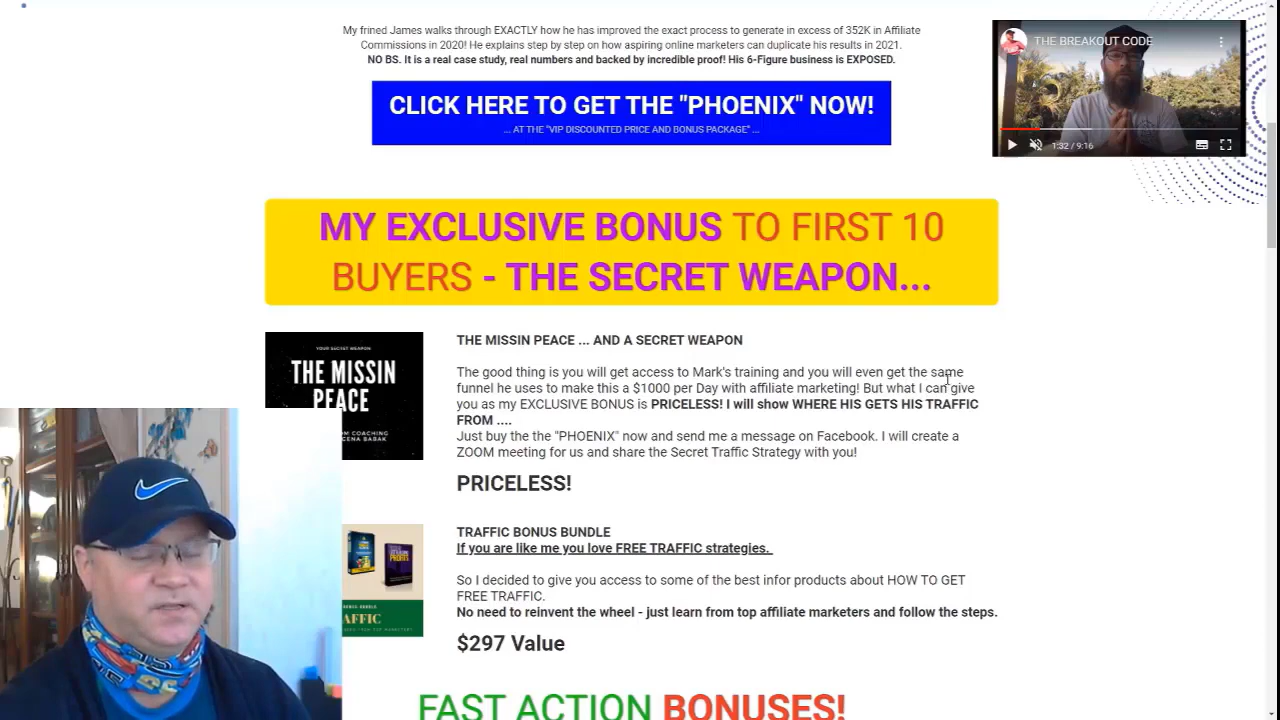 My frined James walks through EXACTLY how he has improved the exact process to generate in excess of 352K in Affiliate
Commissions in 2020! He explains step by step on how aspiring online marketers can duplicate his results in 2021.
NO BS. It is a real case study, real numbers and backed by incredible proof! His 6-Figure business is EXPOSED.
CLICK HERE TO GET THE "PHOENIX" NOW!
... AT THE "VIP DISCOUNTED PRICE AND BONUS PACKAGE" ...
THE BREAKOUT CODE
1:32 / 9:16
MY EXCLUSIVE BONUS TO FIRST 10
BUYERS - THE SECRET WEAPON...
YOUR SECRET WEAPON
THE MISSIN
PEACE
OM COACHING
CENA BABAK
THE MISSIN PEACE ... AND A SECRET WEAPON
The good thing is you will get access to Mark's training and you will even get the same
funnel he uses to make this a $1000 per Day with affiliate marketing! But what I can give
you as my EXCLUSIVE BONUS is PRICELESS! I will show WHERE HIS GETS HIS TRAFFIC
FROM ....
Just buy the the "PHOENIX" now and send me a message on Facebook. I will create a
ZOOM meeting for us and share the Secret Traffic Strategy with you!
PRICELESS!
AFFIC
TRAFFIC BONUS BUNDLE
If you are like me you love FREE TRAFFIC strategies.
So I decided to give you access to some of the best infor products about HOW TO GET
FREE TRAFFIC.
No need to reinvent the wheel - just learn from top affiliate marketers and follow the steps.
$297 Value
FAST ACTION BONUSES!